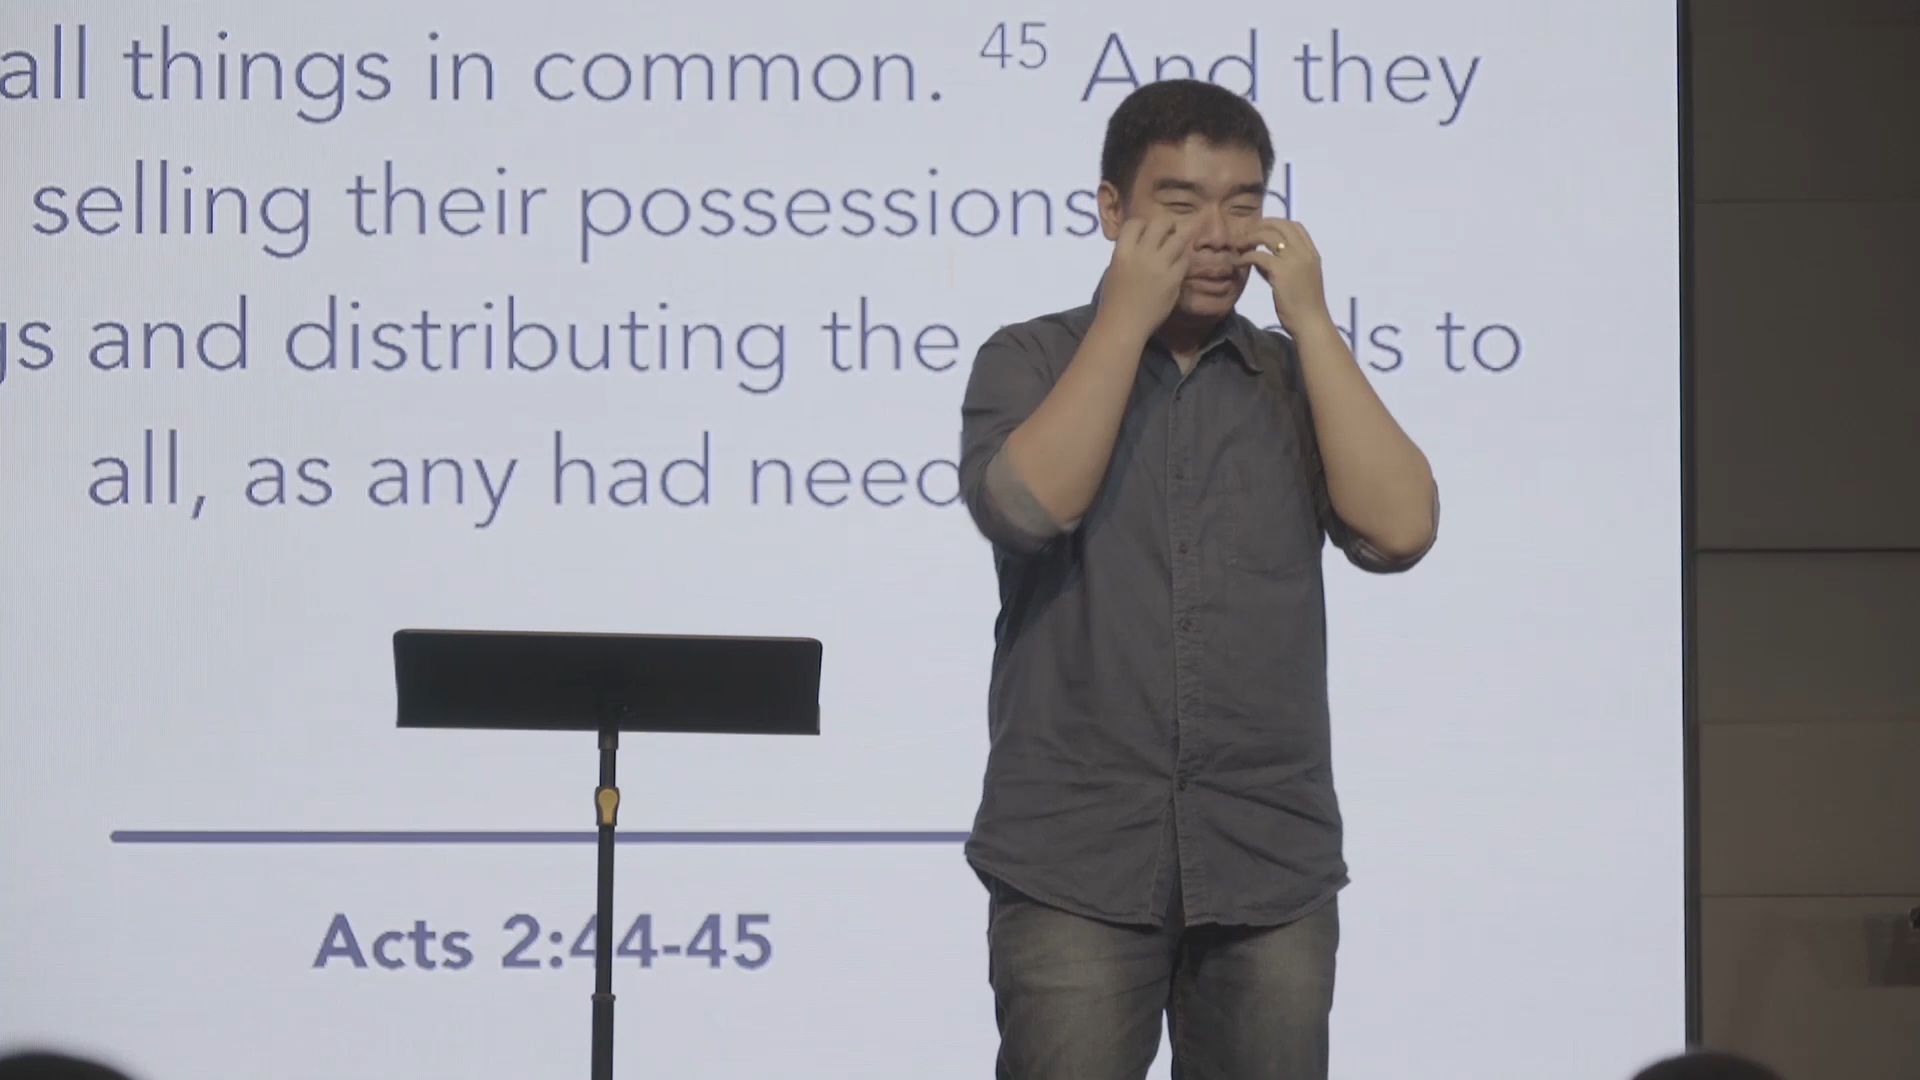 all things in common. 45 And they
selling their possessions
and distributing the to
all, as any had need
Acts 2:44-45